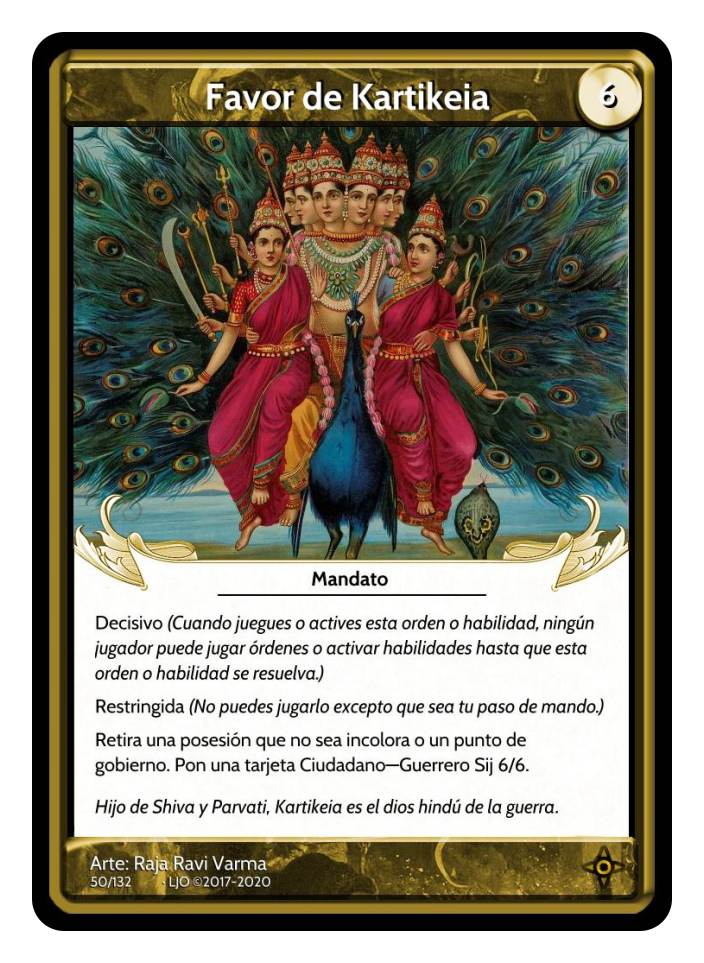 Favor de Kartikeia
6
Mandato
Decisivo (Cuando juegues o actives esta orden o habilidad, ningún
jugador puede jugar órdenes o activar habilidades hasta que esta
orden o habilidad se resuelva.)
Restringida (No puedes jugarlo excepto que sea tu paso de mando.)
Retira una posesión que no sea incolora o un punto de
gobierno. Pon una tarjeta Ciudadano—Guerrero Sij 6/6.
Hijo de Shiva y Parvati, Kartikeia es el dios hindú de la guerra.
Arte: Raja Ravi Varma
50/132 · LJO ©2017-2020